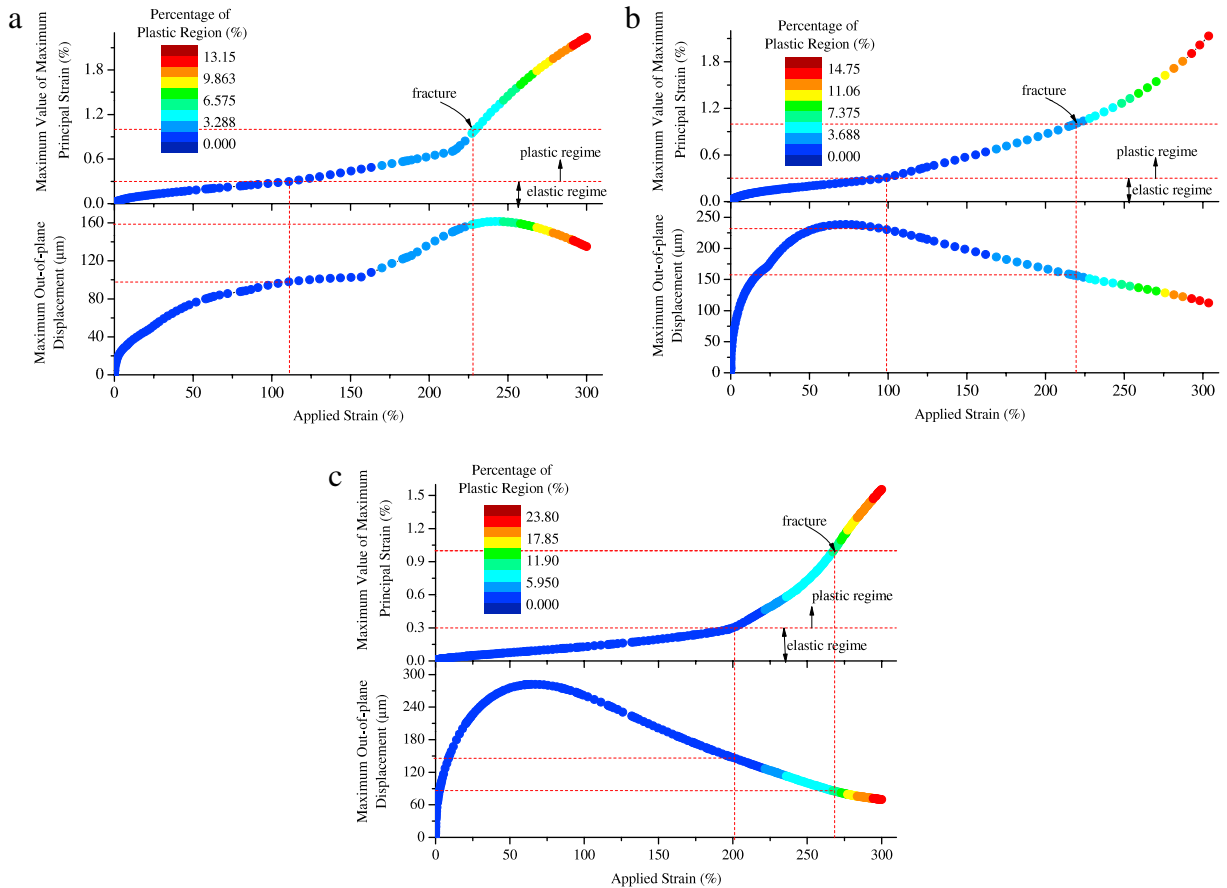 a
Percentage of
Plastic Region (%)
13.15
9.863
6.575
3.288
0.000
Maximum Value of Maximum
Principal Strain (%)
1.8
1.2
0.6
0.0
fracture
plastic regime
elastic regime
Maximum Out-of-plane
Displacement (μm)
160
120
80
40
0
0 50 100 150 200 250 300
Applied Strain (%)
b
Percentage of
Plastic Region (%)
14.75
11.06
7.375
3.688
0.000
Maximum Value of Maximum
Principal Strain (%)
1.8
1.2
0.6
0.0
fracture
plastic regime
elastic regime
Maximum Out-of-plane
Displacement (μm)
250
200
150
100
50
0
0 50 100 150 200 250 300
Applied Strain (%)
c
Percentage of
Plastic Region (%)
23.80
17.85
11.90
5.950
0.000
Maximum Value of Maximum
Principal Strain (%)
1.5
1.2
0.9
0.6
0.3
0.0
fracture
plastic regime
elastic regime
Maximum Out-of-plane
Displacement (μm)
300
240
180
120
60
0
0 50 100 150 200 250 300
Applied Strain (%)